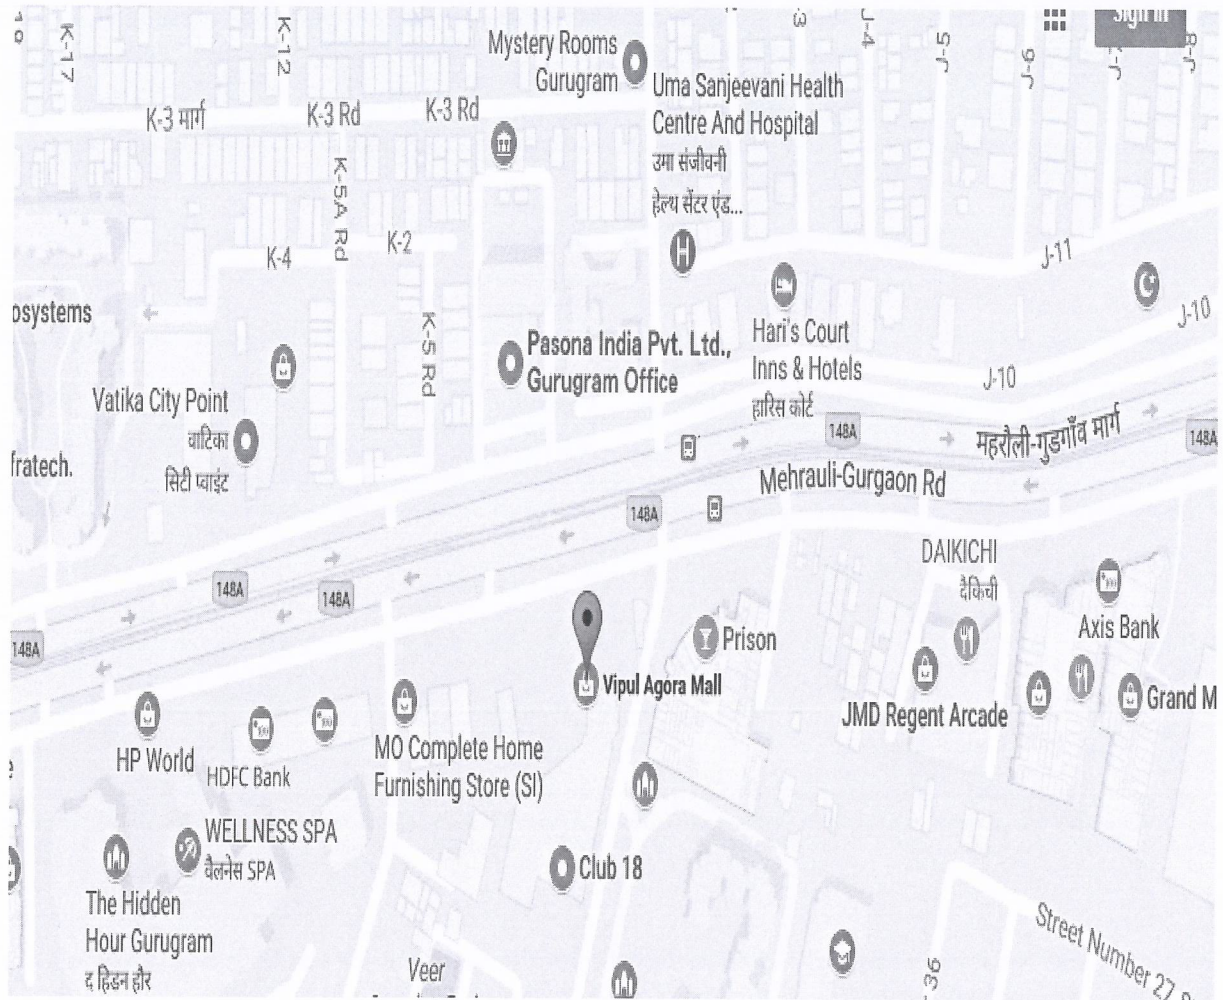 K-17
K-12
J-4
J-5
J-6
Sign in
Mystery Rooms
Gurugram
Uma Sanjeevani Health
Centre And Hospital
उमा संजीवनी
हेल्थ सेंटर एंड...
K-3 मार्ग
K-3 Rd
K-3 Rd
K-5A Rd
K-4
K-2
J-11
J-10
osystems
K-5 Rd
Pasona India Pvt. Ltd.,
Gurugram Office
Hari's Court
Inns & Hotels
हारिस कोर्ट
J-10
Vatika City Point
वाटिका
सिटी प्वाइंट
fratech.
148A
महरौली-गुडगाँव मार्ग
148A
Mehrauli-Gurgaon Rd
148A
DAIKICHI
दैकिची
148A
148A
148A
Axis Bank
Prison
Vipul Agora Mall
JMD Regent Arcade
Grand M
HP World
HDFC Bank
MO Complete Home
Furnishing Store (SI)
WELLNESS SPA
वैलनेस SPA
Club 18
The Hidden
Hour Gurugram
द हिडन हौर
Veer
Street Number 27